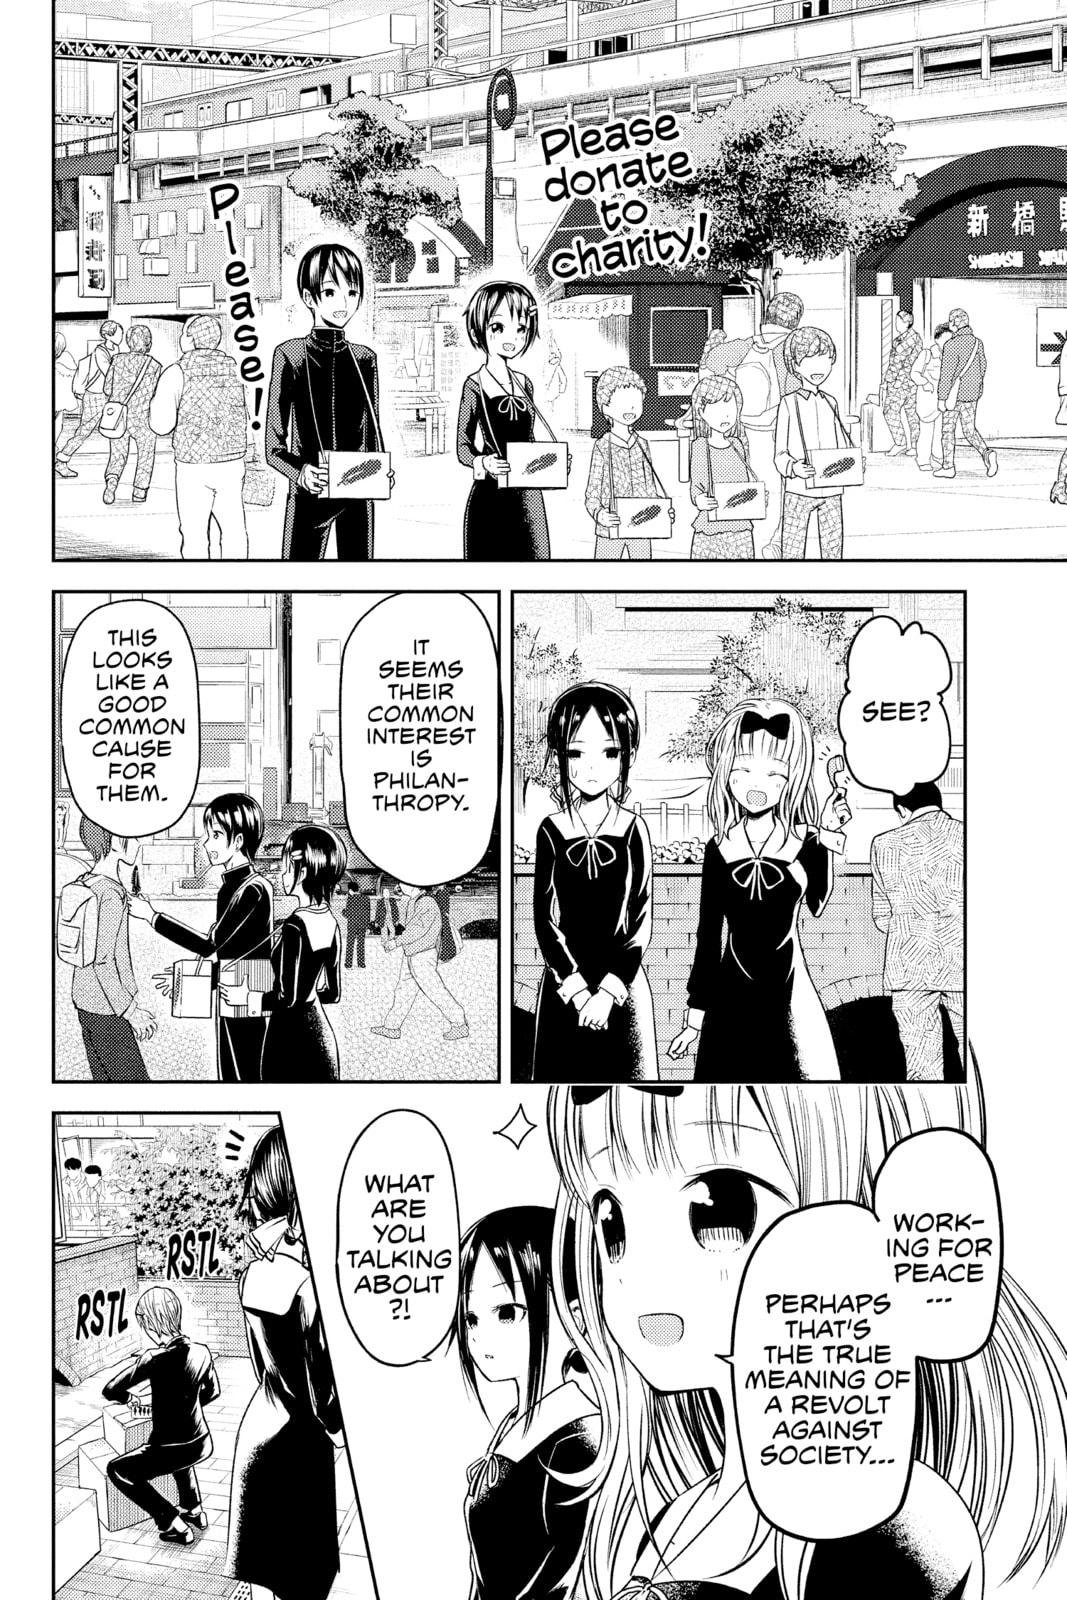 Please
donate
to
charity!
新橋駅
Please!
SEE?
IT
SEEMS
THEIR
COMMON
INTEREST
IS
PHILAN-
THROPY.
THIS
LOOKS
LIKE A
GOOD
COMMON
CAUSE
FOR
THEM.
WORK-
ING FOR
PEACE
...
PERHAPS
THAT'S
THE TRUE
MEANING OF
A REVOLT
AGAINST
SOCIETY...
WHAT
ARE
YOU
TALKING
ABOUT
?!
RSTL
RSTL